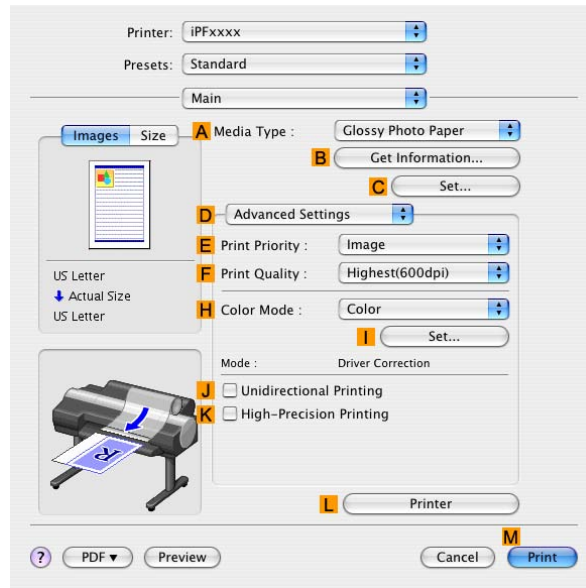 Printer: iPFxxxx
Presets: Standard
Main
Images Size
A Media Type : Glossy Photo Paper
B Get Information...
C Set...
D Advanced Settings
E Print Priority : Image
F Print Quality : Highest(600dpi)
US Letter
Actual Size
US Letter
H Color Mode : Color
I Set...
Mode : Driver Correction
J Unidirectional Printing
K High-Precision Printing
R
L Printer
M
? PDF▼ Preview Cancel Print